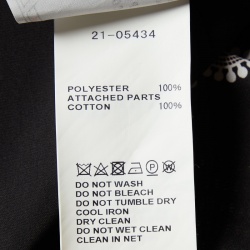 21-05434
POLYESTER 100%
ATTACHED PARTS
COTTON 100%
DO NOT WASH
DO NOT BLEACH
DO NOT TUMBLE DRY
COOL IRON
DRY CLEAN
DO NOT WET CLEAN
CLEAN IN NET